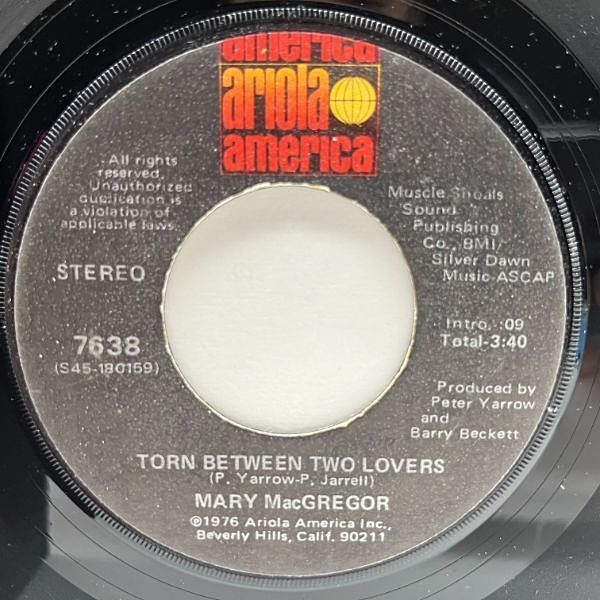 america
ariola
america
All rights
reserved.
Unauthorized
duplication is
a violation of
applicable laws.
STEREO
7638
(S45-180159)
Muscle Shoals
Sound
Publishing
Co., BMI/
Silver Dawn
Music-ASCAP
Intro.-:09
Total-3:40
Produced by
Peter Yarrow
and
Barry Beckett
TORN BETWEEN TWO LOVERS
(P. Yarrow-P. Jarrell)
MARY MacGREGOR
℗1976 Ariola America Inc.,
Beverly Hills, Calif. 90211